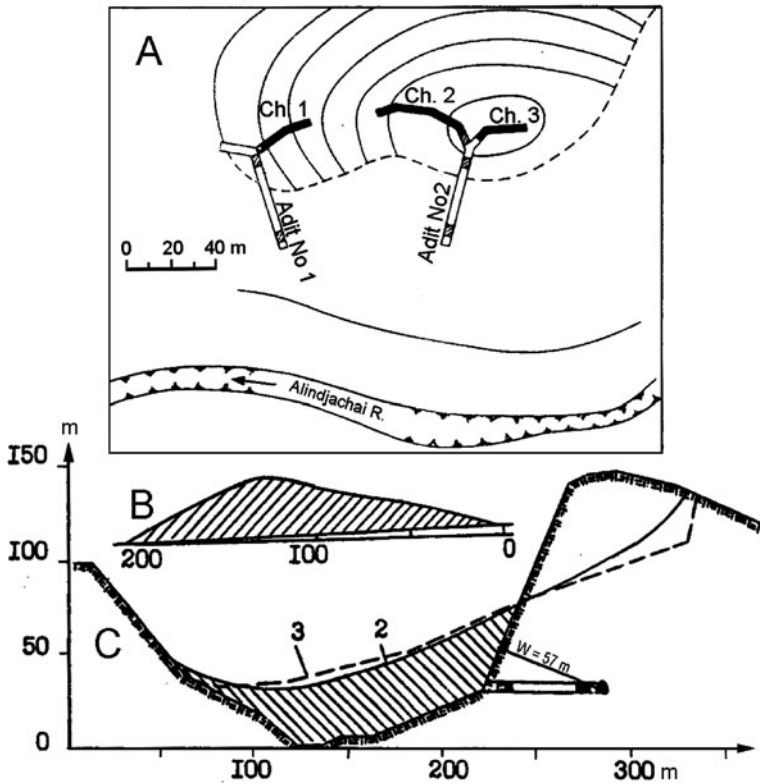 A
Ch. 1
Ch. 2
Ch. 3
Adit No 1
Adit No2
0 20 40 m
Alindjachai R.
m
I50
B
200 I00 0
I00
C
3 2
50
W = 57 m
0
I00 200 300 m